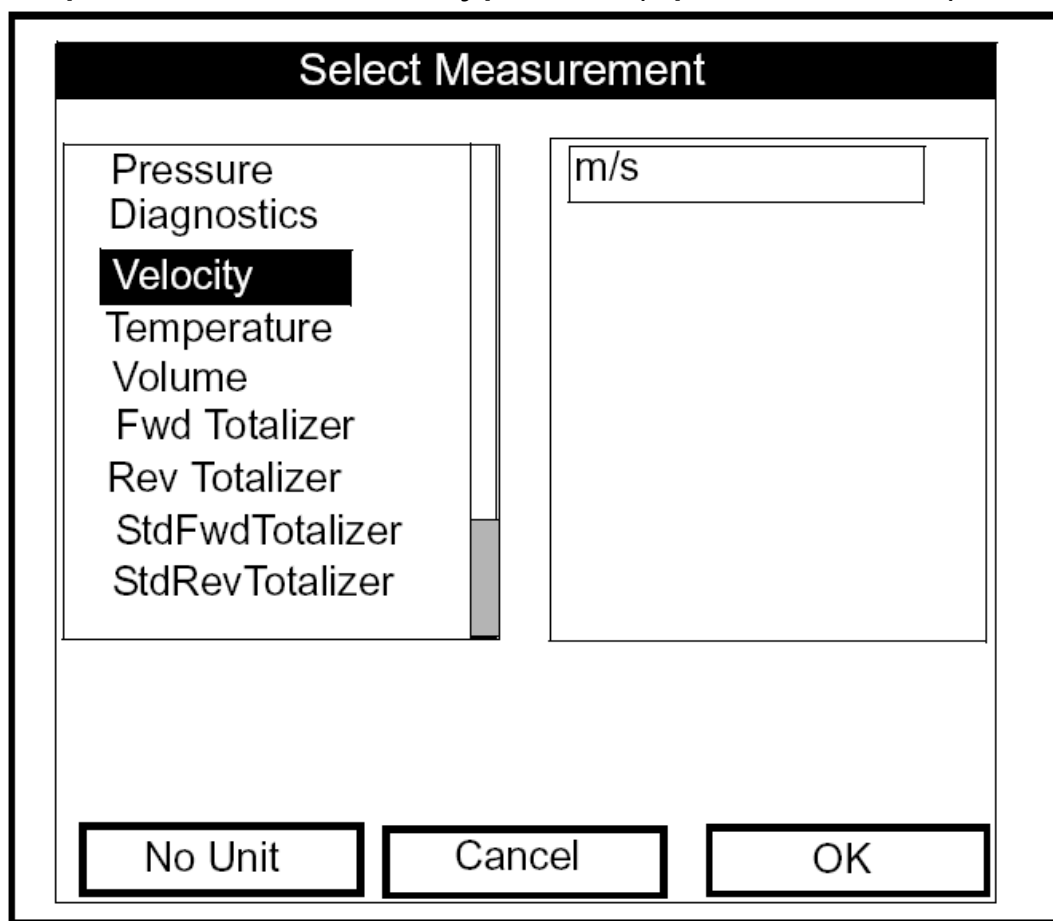 Select Measurement
Pressure
Diagnostics
Velocity
Temperature
Volume
Fwd Totalizer
Rev Totalizer
StdFwdTotalizer
StdRevTotalizer
m/s
No Unit
Cancel
OK